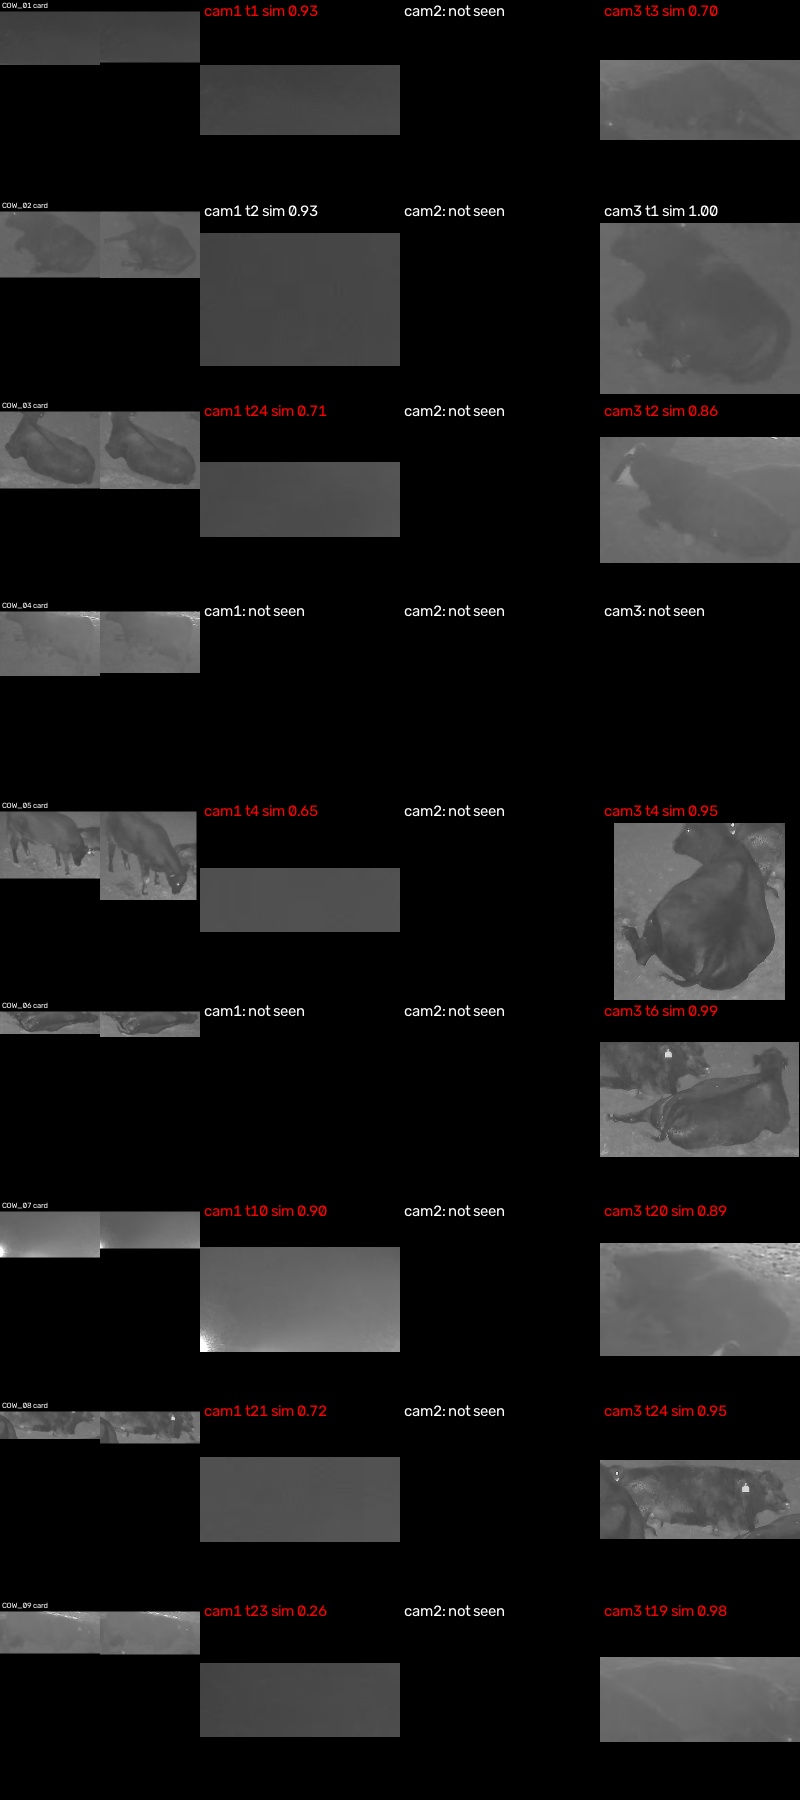 COW_01 card
cam1 t1 sim 0.93
cam2: not seen
cam3 t3 sim 0.70
COW_02 card
cam1 t2 sim 0.93
cam2: not seen
cam3 t1 sim 1.00
COW_03 card
cam1 t24 sim 0.71
cam2: not seen
cam3 t2 sim 0.86
COW_04 card
cam1: not seen
cam2: not seen
cam3: not seen
COW_05 card
cam1 t4 sim 0.65
cam2: not seen
cam3 t4 sim 0.95
COW_06 card
cam1: not seen
cam2: not seen
cam3 t6 sim 0.99
COW_07 card
cam1 t10 sim 0.90
cam2: not seen
cam3 t20 sim 0.89
COW_08 card
cam1 t21 sim 0.72
cam2: not seen
cam3 t24 sim 0.95
COW_09 card
cam1 t23 sim 0.26
cam2: not seen
cam3 t19 sim 0.98